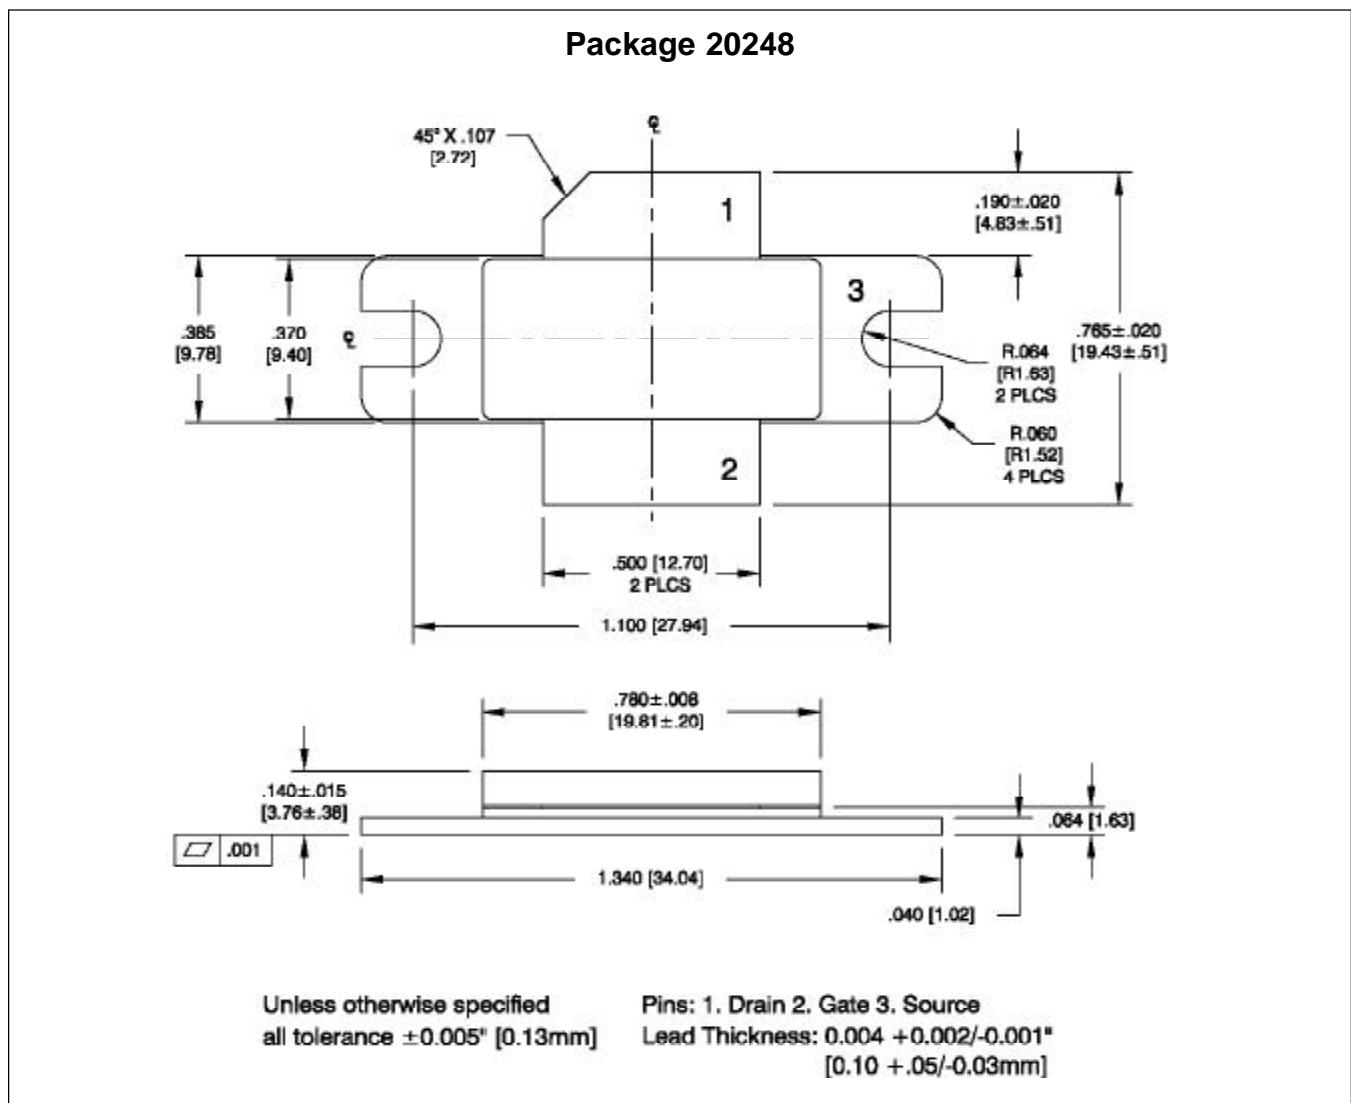 Package 20248
45° X .107
[2.72]
℄
1
.190±.020
[4.83±.51]
3
.385
[9.78]
.370
[9.40]
℄
.765±.020
[19.43±.51]
R.064
[R1.63]
2 PLCS
R.060
[R1.52]
4 PLCS
2
.500 [12.70]
2 PLCS
1.100 [27.94]
.780±.008
[19.81±.20]
.140±.015
[3.76±.38]
.064 [1.63]
.001
1.340 [34.04]
.040 [1.02]
Unless otherwise specified
all tolerance ±0.005" [0.13mm]
Pins: 1. Drain 2. Gate 3. Source
Lead Thickness: 0.004 +0.002/-0.001"
[0.10 +.05/-0.03mm]